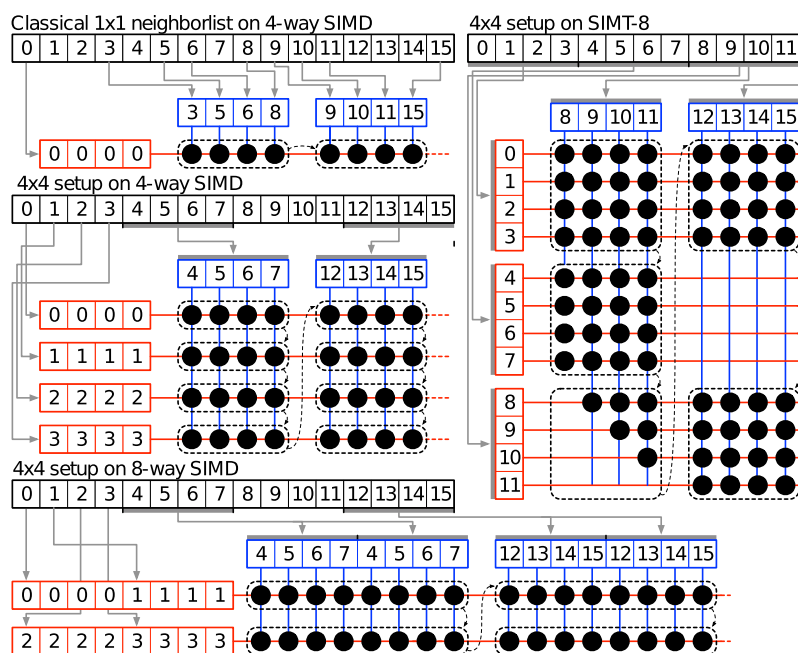 Classical 1x1 neighborlist on 4-way SIMD
0 1 2 3 4 5 6 7 8 9 10 11 12 13 14 15
3 5 6 8 9 10 11 15
0 0 0 0
4x4 setup on 4-way SIMD
0 1 2 3 4 5 6 7 8 9 10 11 12 13 14 15
4 5 6 7 12 13 14 15
0 0 0 0
1 1 1 1
2 2 2 2
3 3 3 3
4x4 setup on 8-way SIMD
0 1 2 3 4 5 6 7 8 9 10 11 12 13 14 15
4 5 6 7 4 5 6 7 12 13 14 15 12 13 14 15
0 0 0 0 1 1 1 1
2 2 2 2 3 3 3 3
4x4 setup on SIMT-8
0 1 2 3 4 5 6 7 8 9 10 11
8 9 10 11 12 13 14 15
0
1
2
3
4
5
6
7
8
9
10
11